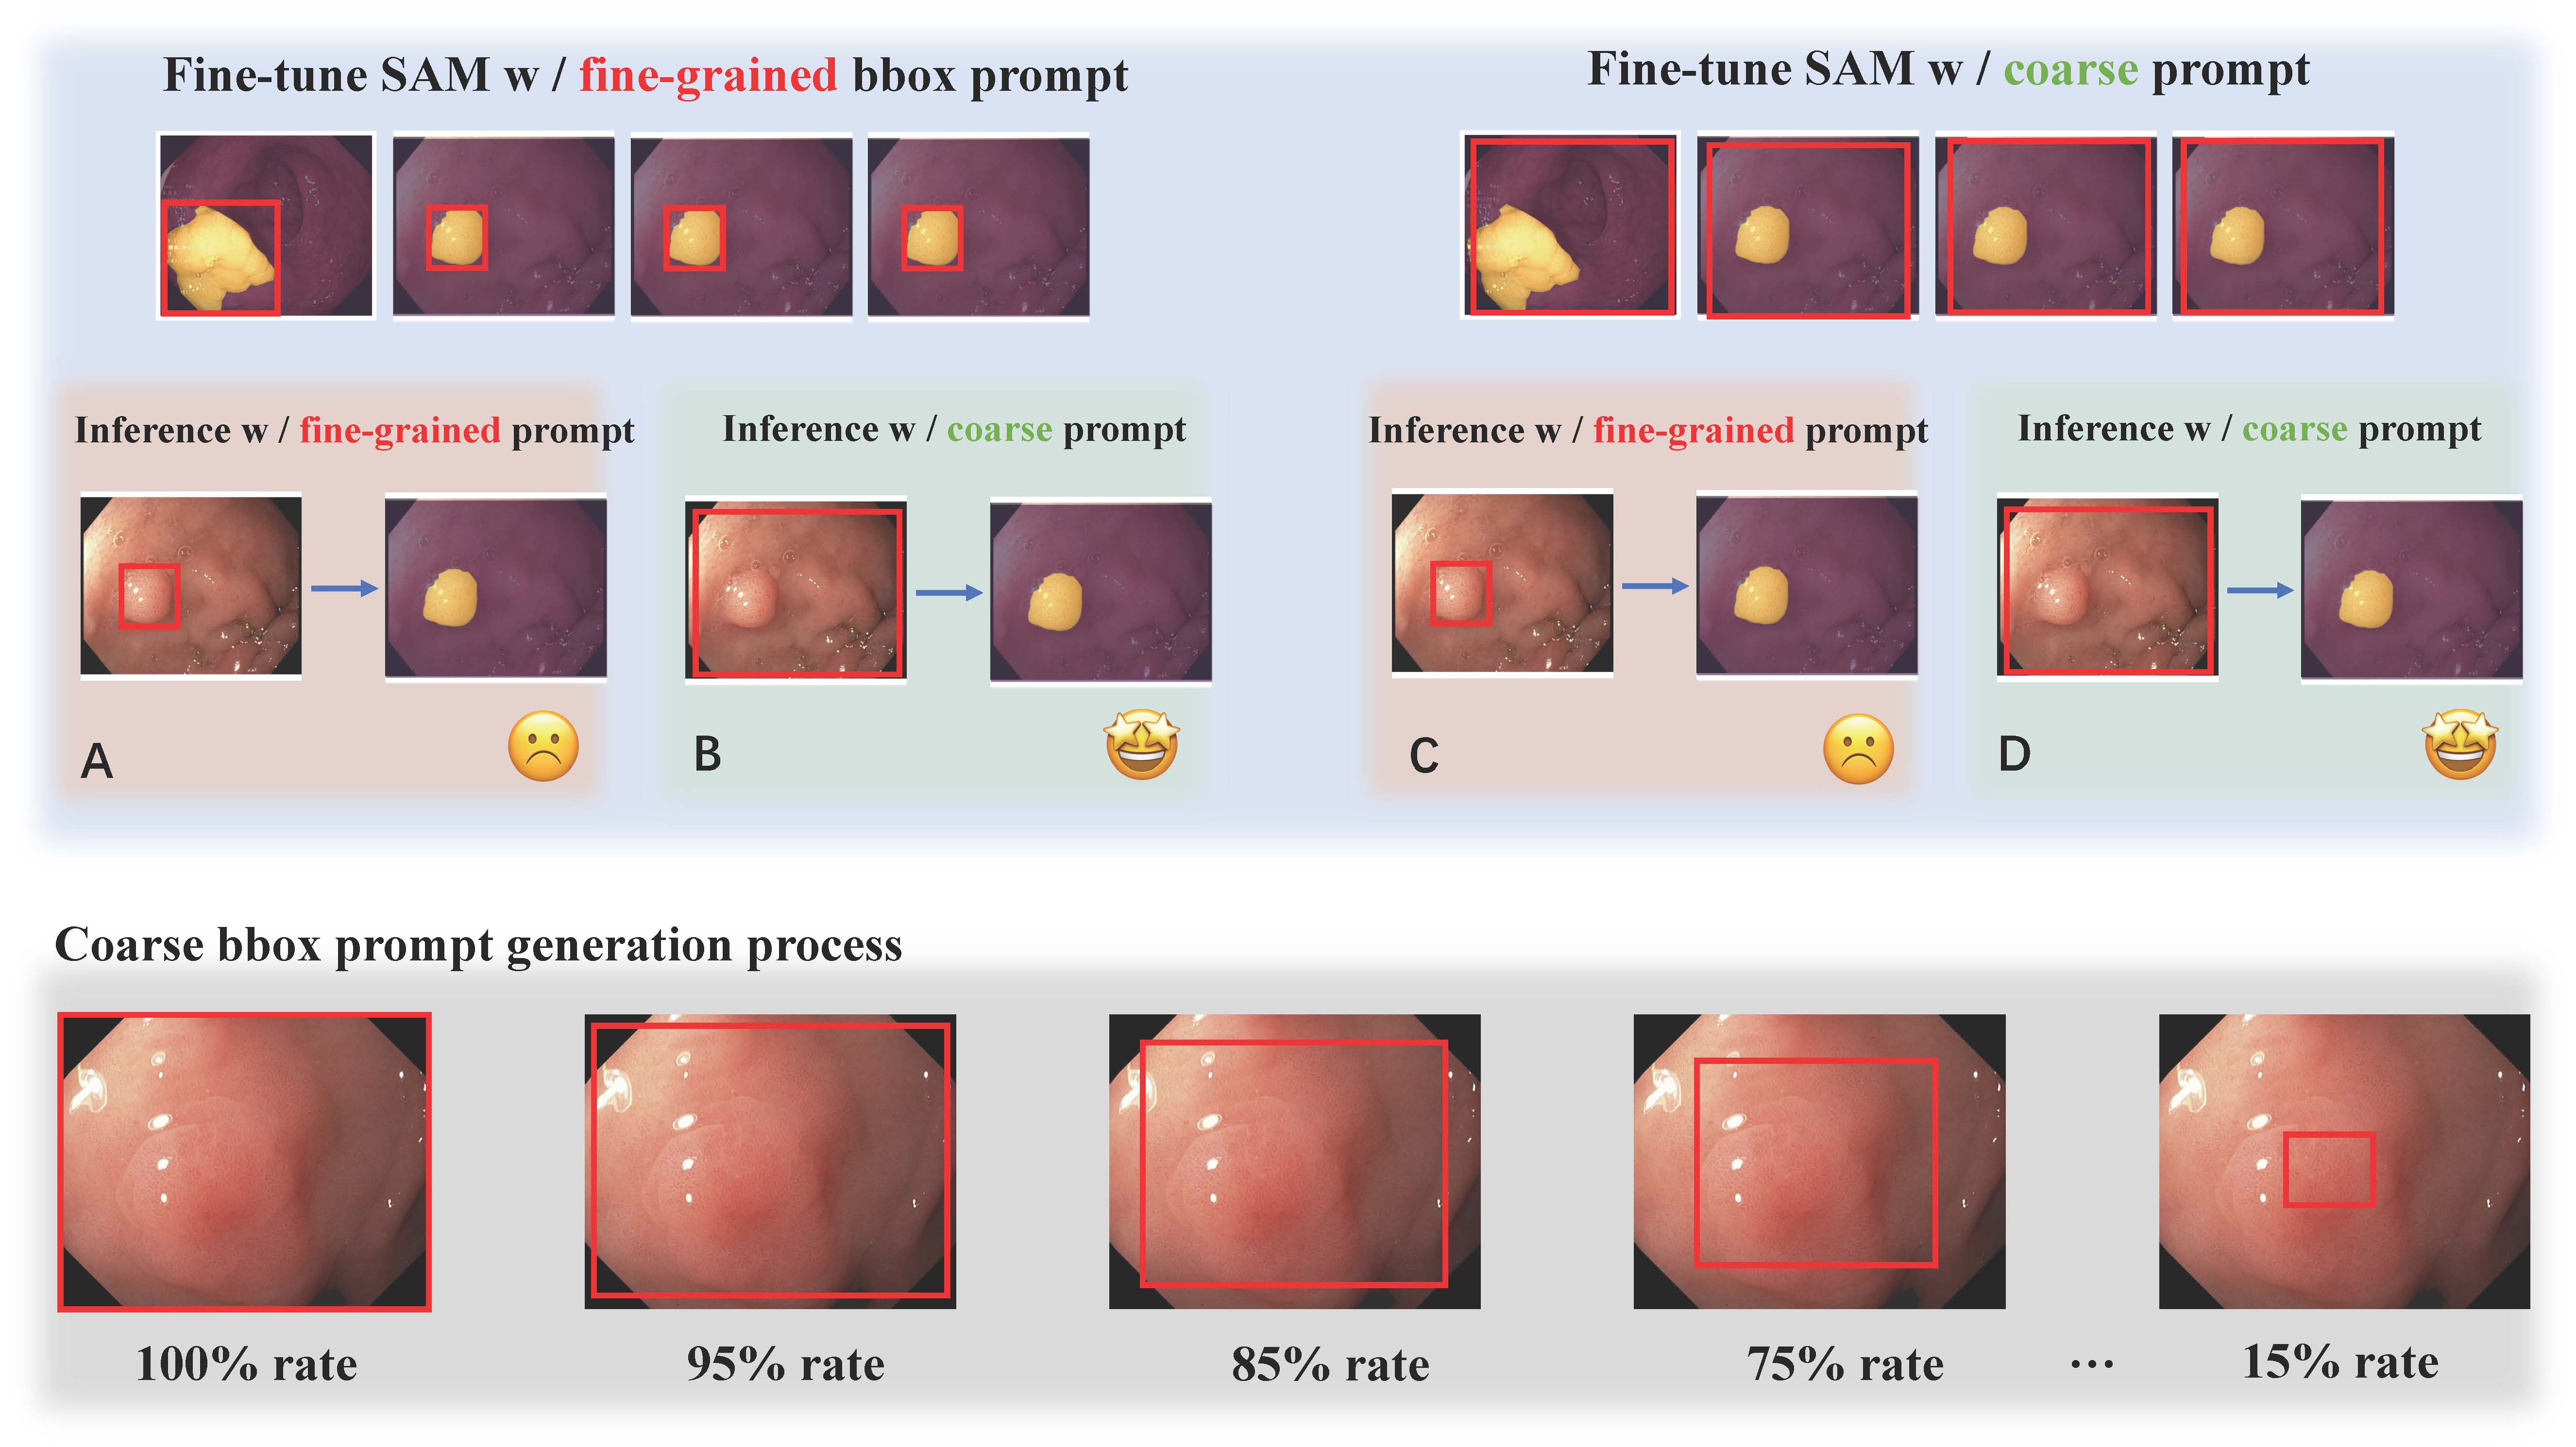 Fine-tune SAM w / fine-grained bbox prompt
Fine-tune SAM w / coarse prompt
Inference w / fine-grained prompt
Inference w / coarse prompt
Inference w / fine-grained prompt
Inference w / coarse prompt
A
B
C
D
Coarse bbox prompt generation process
100% rate
95% rate
85% rate
75% rate
...
15% rate